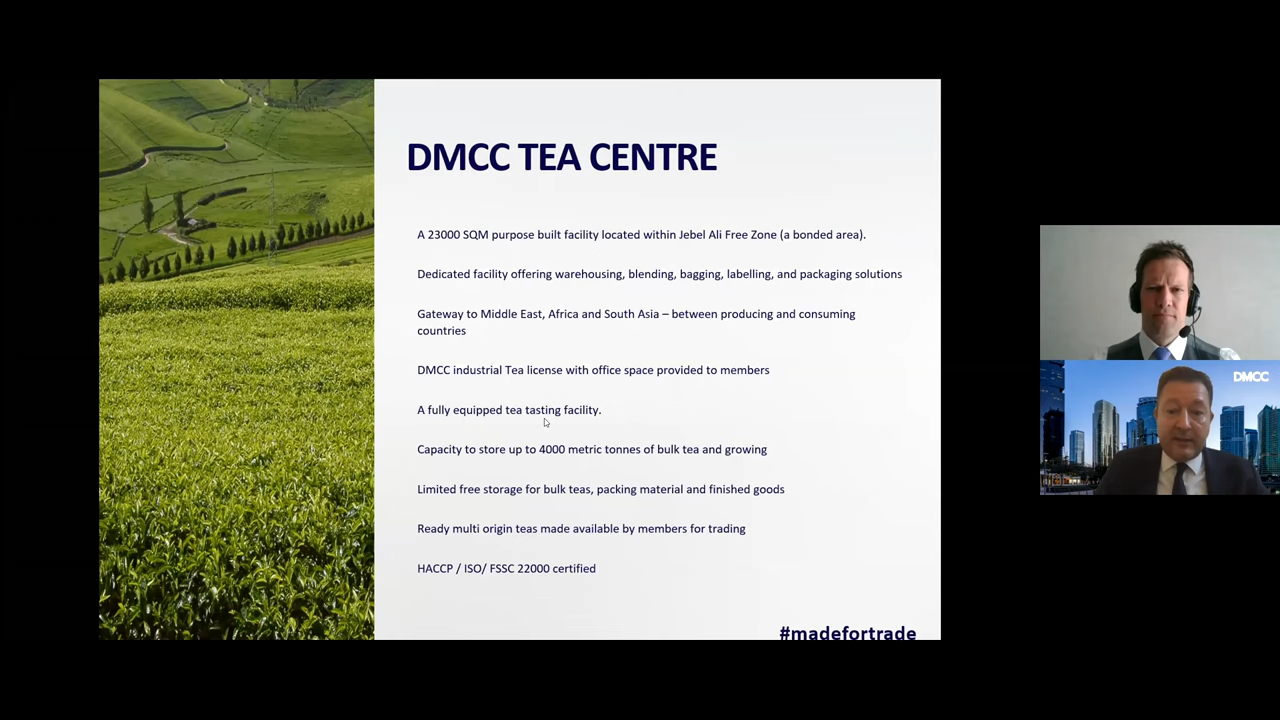 DMCC TEA CENTRE
A 23000 SQM purpose built facility located within Jebel Ali Free Zone (a bonded area).
Dedicated facility offering warehousing, blending, bagging, labelling, and packaging solutions
Gateway to Middle East, Africa and South Asia – between producing and consuming
countries
DMCC industrial Tea license with office space provided to members
A fully equipped tea tasting facility.
Capacity to store up to 4000 metric tonnes of bulk tea and growing
Limited free storage for bulk teas, packing material and finished goods
Ready multi origin teas made available by members for trading
HACCP / ISO/ FSSC 22000 certified
#madefortrade
DMCC